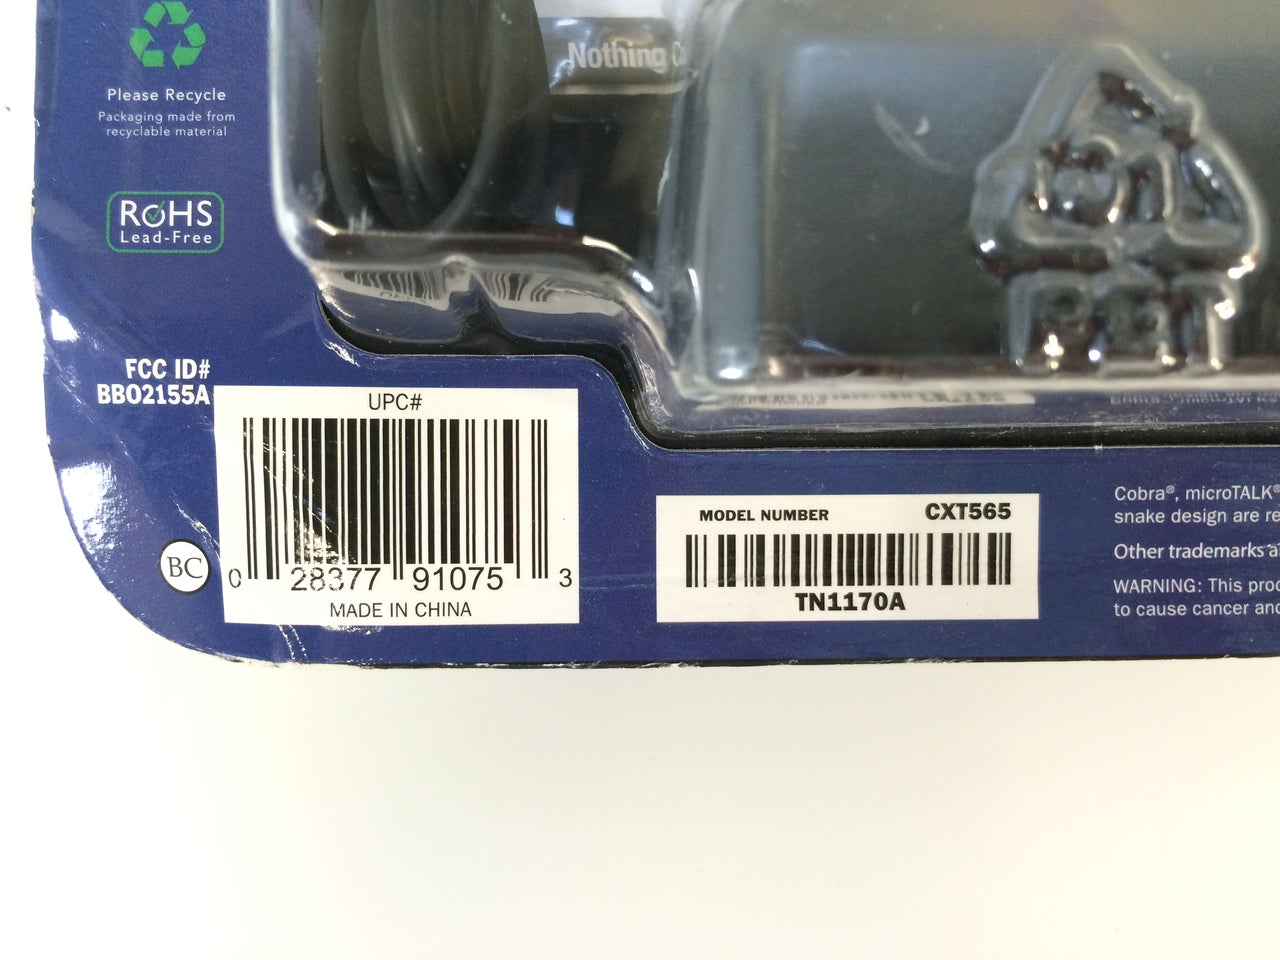 Nothing
Please Recycle
Packaging made from
recyclable material
RoHS
Lead-Free
PET
FCC ID#
BBO2155A
UPC#
0 28377 91075 3
MADE IN CHINA
BC
MODEL NUMBER CXT565
TN1170A
Cobra®, microTALK®
snake design are re
Other trademarks a
WARNING: This prod
to cause cancer and